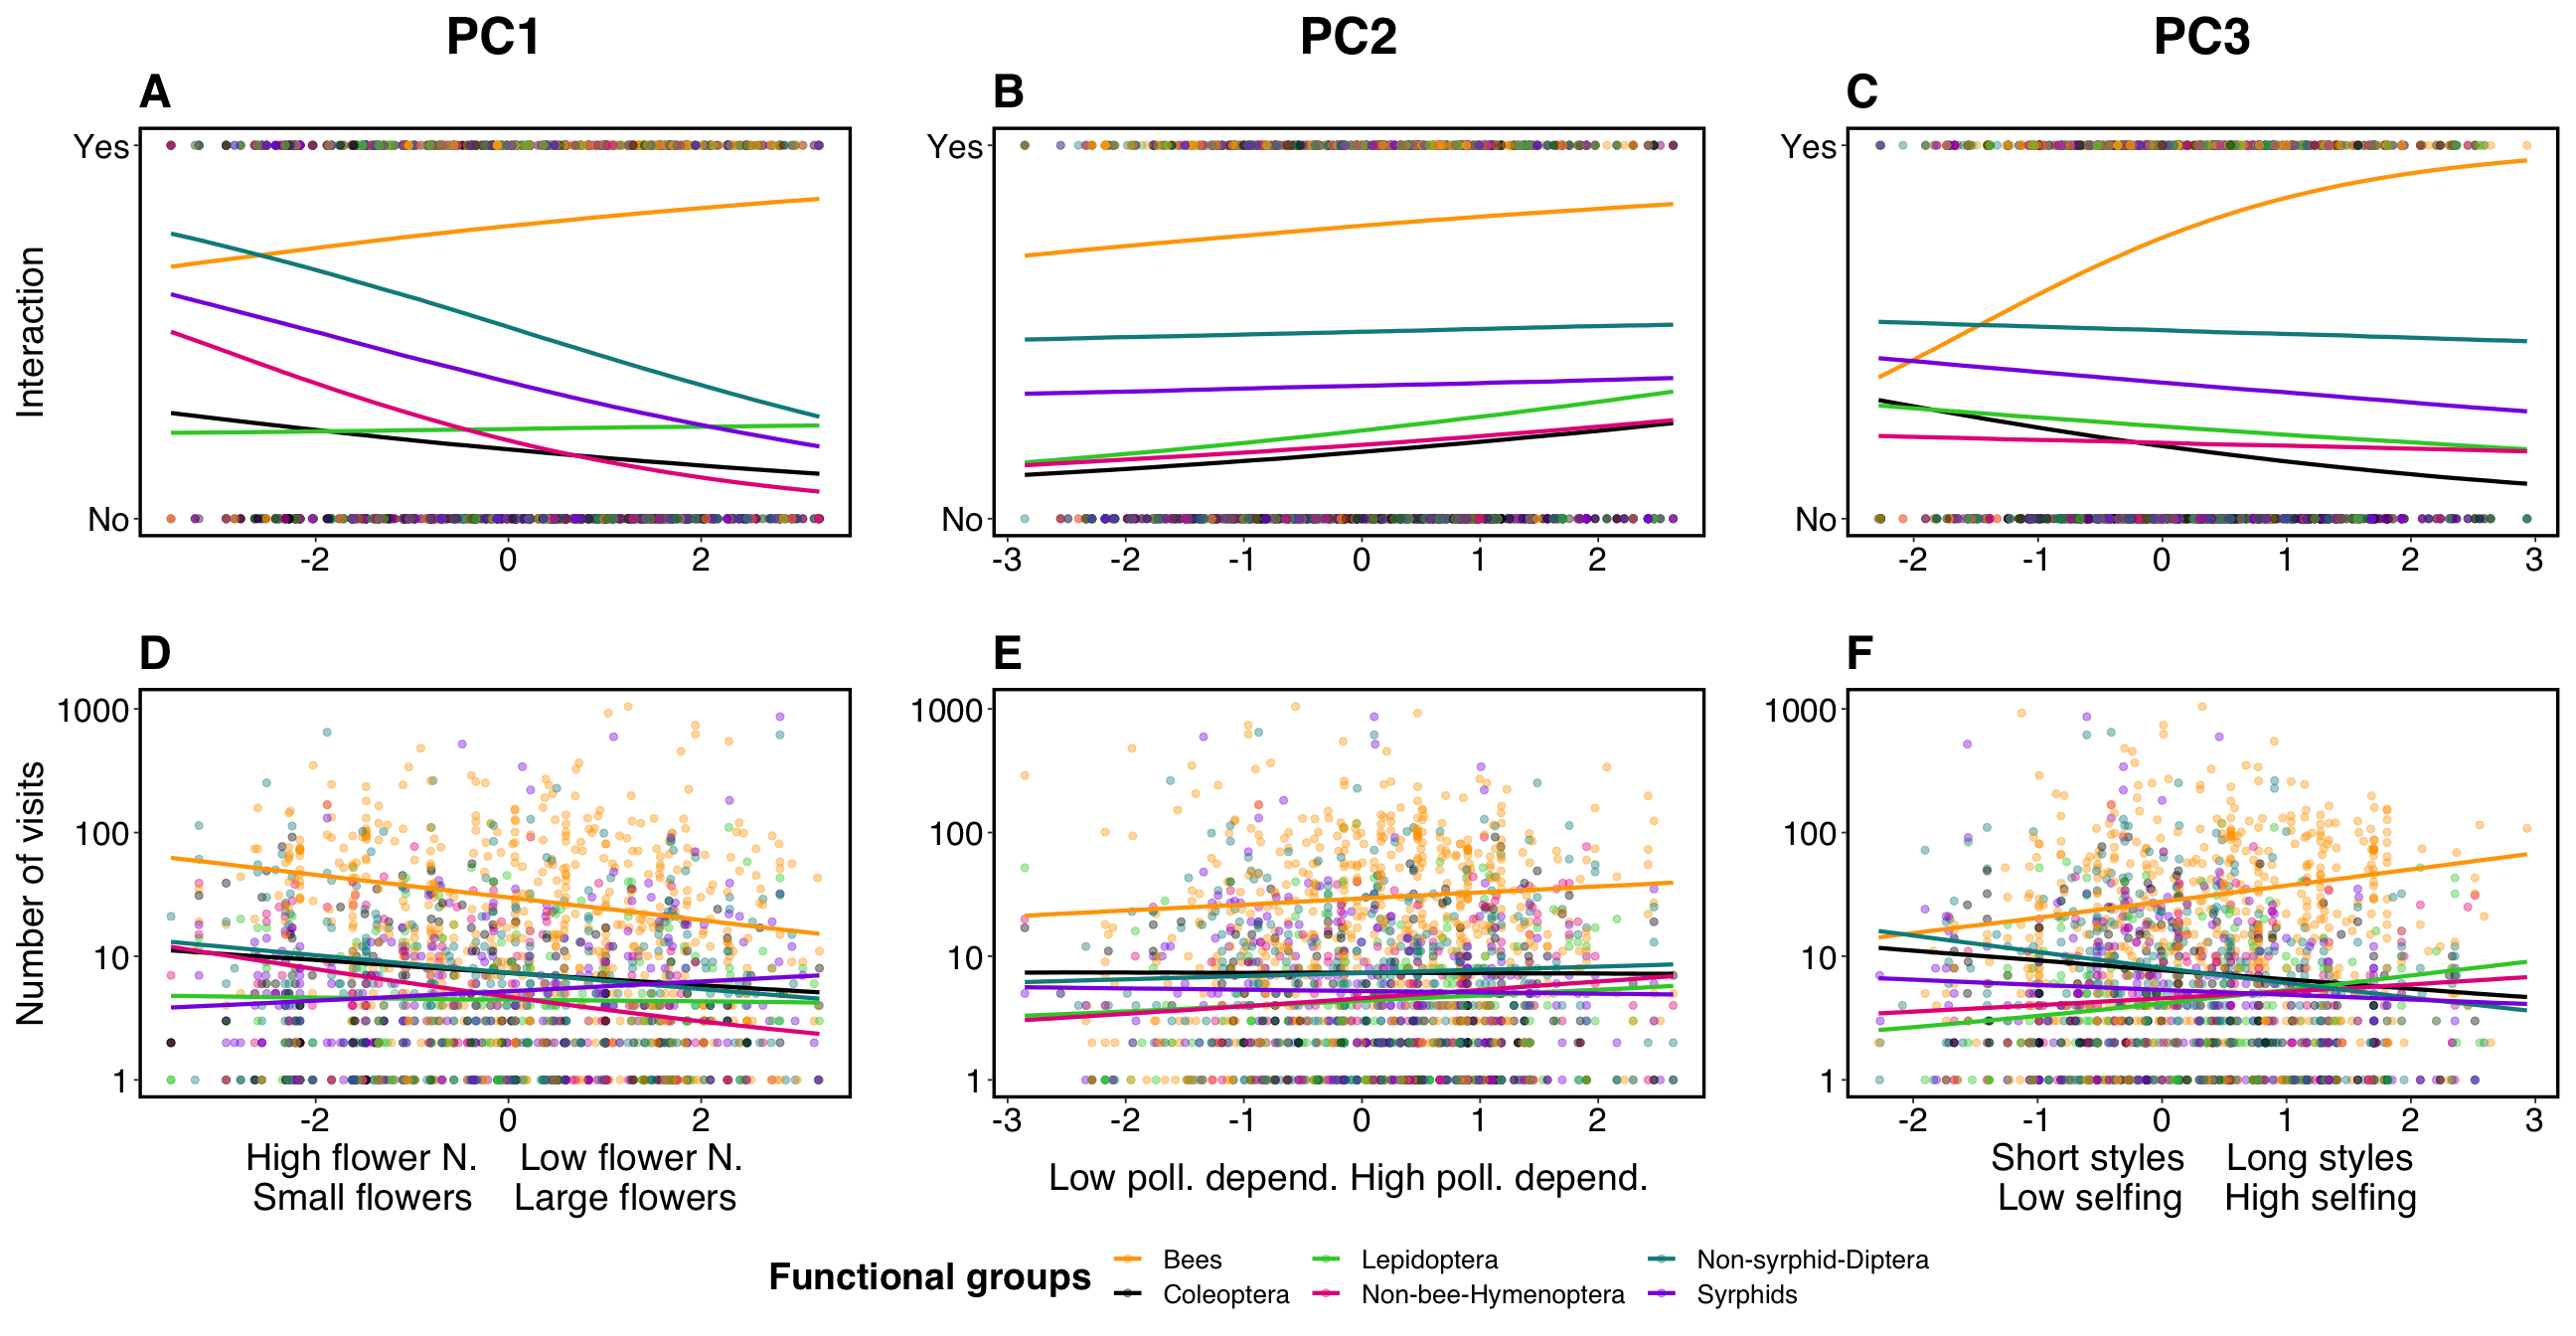 PC1 PC2 PC3
A B C
Interaction
Yes Yes Yes
No No No
-2 0 2
-3 -2 -1 0 1 2
-2 -1 0 1 2 3
D E F
Number of visits
1000 1000 1000
100 100 100
10 10 10
1 1 1
-2 0 2
-3 -2 -1 0 1 2
-2 -1 0 1 2 3
High flower N. Low flower N.
Small flowers Large flowers
Low poll. depend. High poll. depend.
Short styles Long styles
Low selfing High selfing
Functional groups
Bees Lepidoptera Non-syrphid-Diptera
Coleoptera Non-bee-Hymenoptera Syrphids